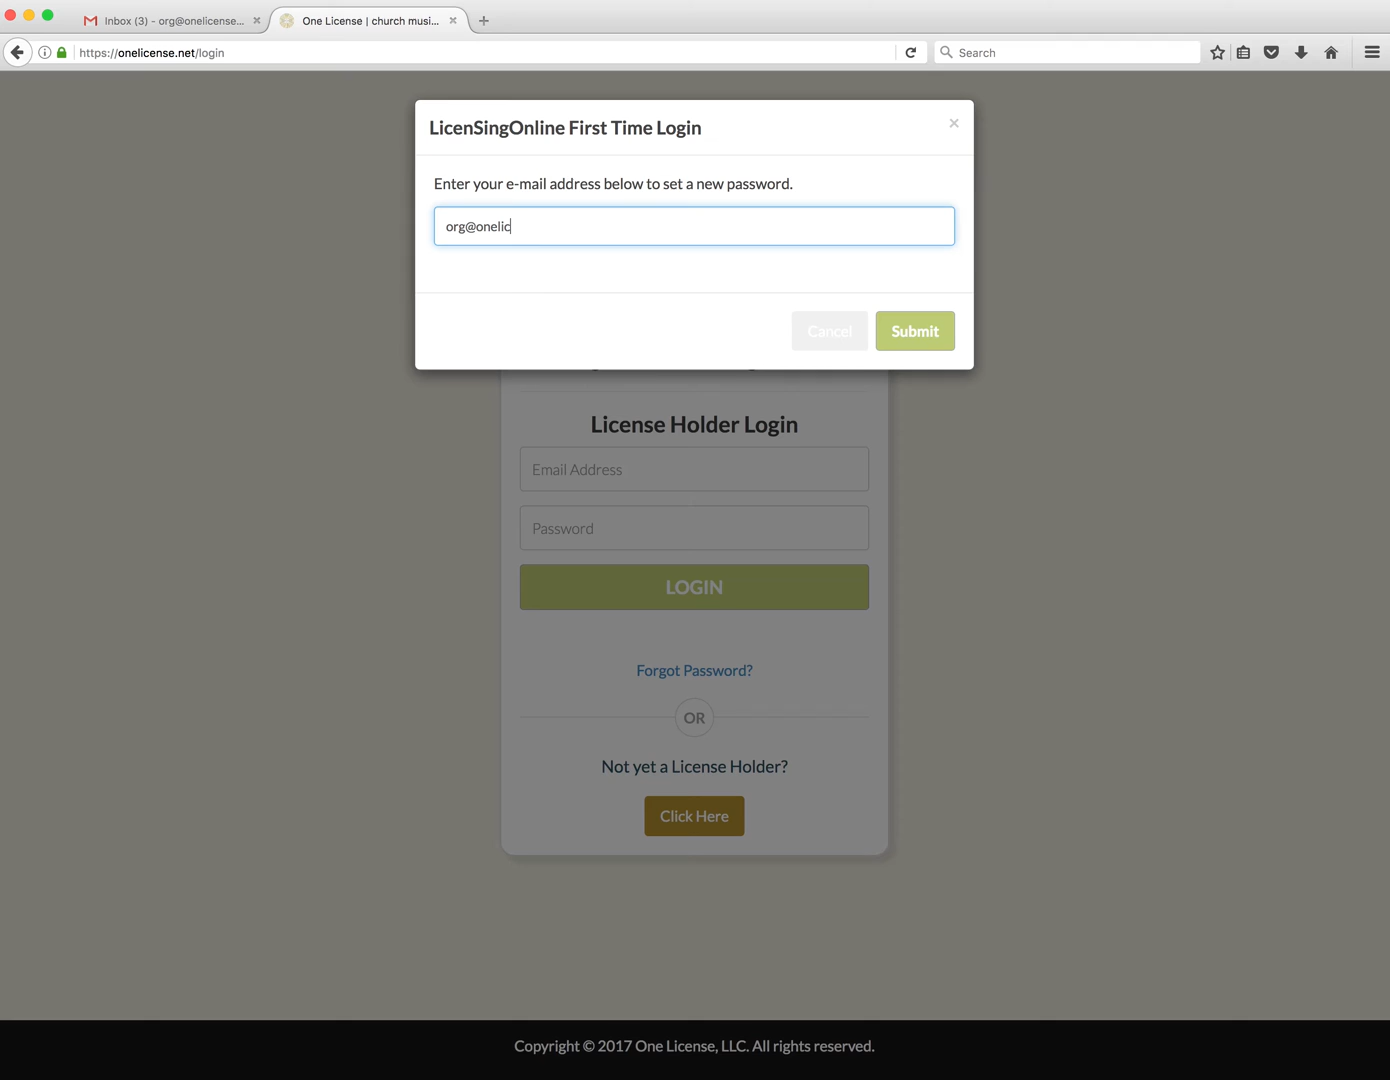 Inbox (3) - org@onelicense...
One License | church musi...
https://onelicense.net/login
Search
LicenSingOnline First Time Login
Enter your e-mail address below to set a new password.
org@onelic
Cancel
Submit
License Holder Login
Email Address
Password
LOGIN
Forgot Password?
OR
Not yet a License Holder?
Click Here
Copyright © 2017 One License, LLC. All rights reserved.